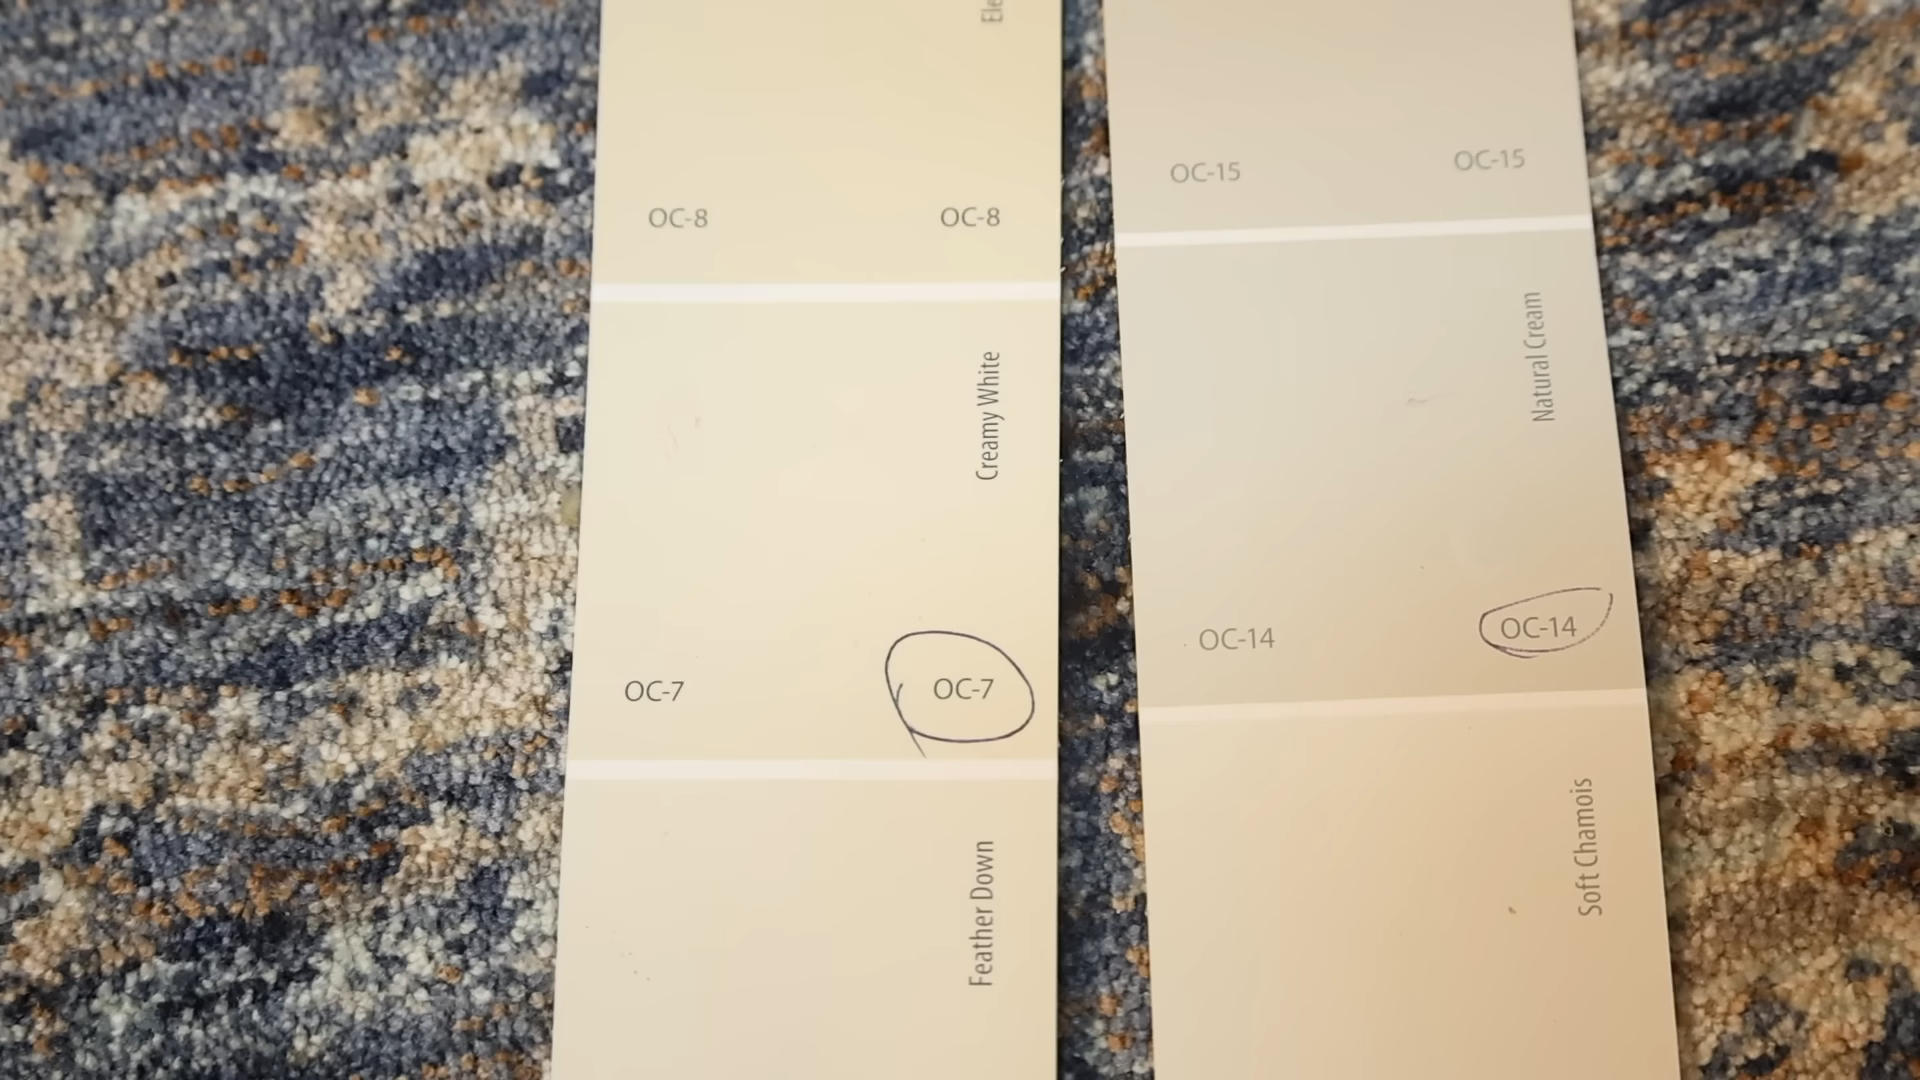 OC-8
OC-8
Creamy White
OC-7
OC-7
Feather Down
OC-15
OC-15
Natural Cream
OC-14
OC-14
Soft Chamois